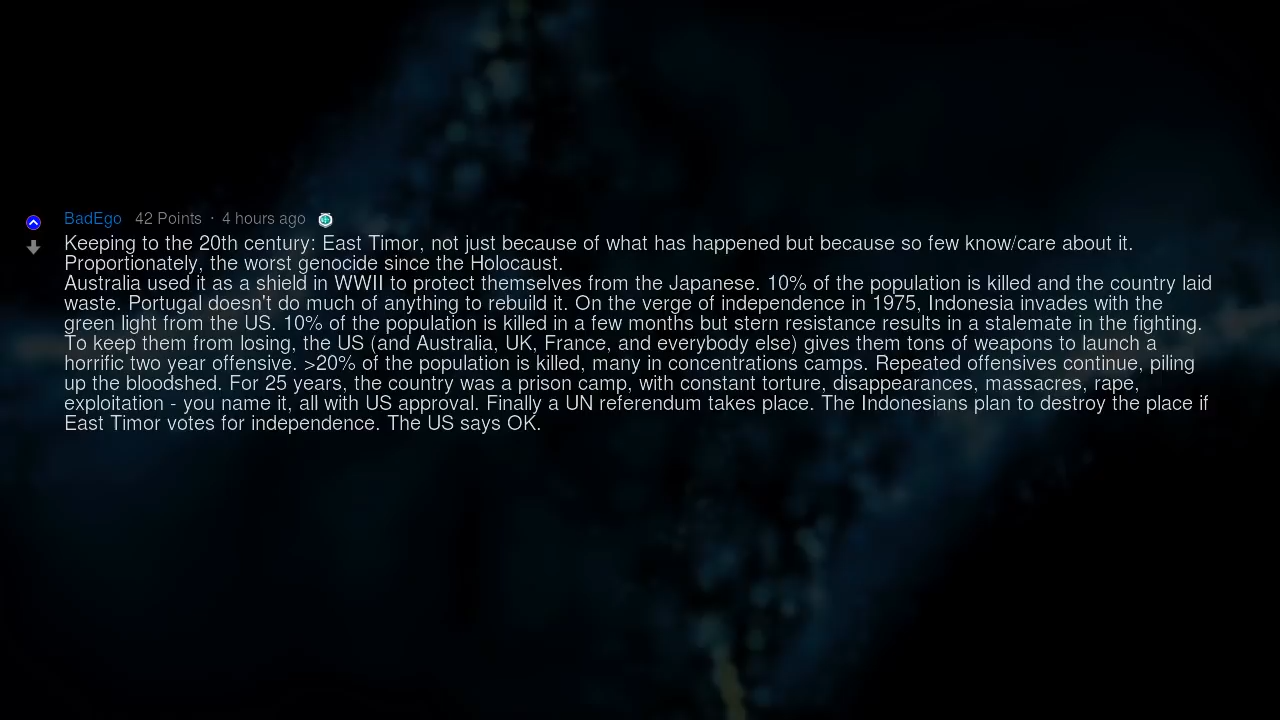 BadEgo 42 Points · 4 hours ago
Keeping to the 20th century: East Timor, not just because of what has happened but because so few know/care about it.
Proportionately, the worst genocide since the Holocaust.
Australia used it as a shield in WWII to protect themselves from the Japanese. 10% of the population is killed and the country laid
waste. Portugal doesn't do much of anything to rebuild it. On the verge of independence in 1975, Indonesia invades with the
green light from the US. 10% of the population is killed in a few months but stern resistance results in a stalemate in the fighting.
To keep them from losing, the US (and Australia, UK, France, and everybody else) gives them tons of weapons to launch a
horrific two year offensive. >20% of the population is killed, many in concentrations camps. Repeated offensives continue, piling
up the bloodshed. For 25 years, the country was a prison camp, with constant torture, disappearances, massacres, rape,
exploitation - you name it, all with US approval. Finally a UN referendum takes place. The Indonesians plan to destroy the place if
East Timor votes for independence. The US says OK.